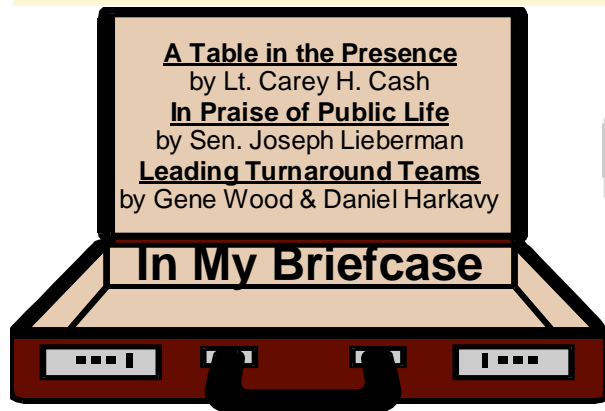 A Table in the Presence
by Lt. Carey H. Cash
In Praise of Public Life
by Sen. Joseph Lieberman
Leading Turnaround Teams
by Gene Wood & Daniel Harkavy
In My Briefcase